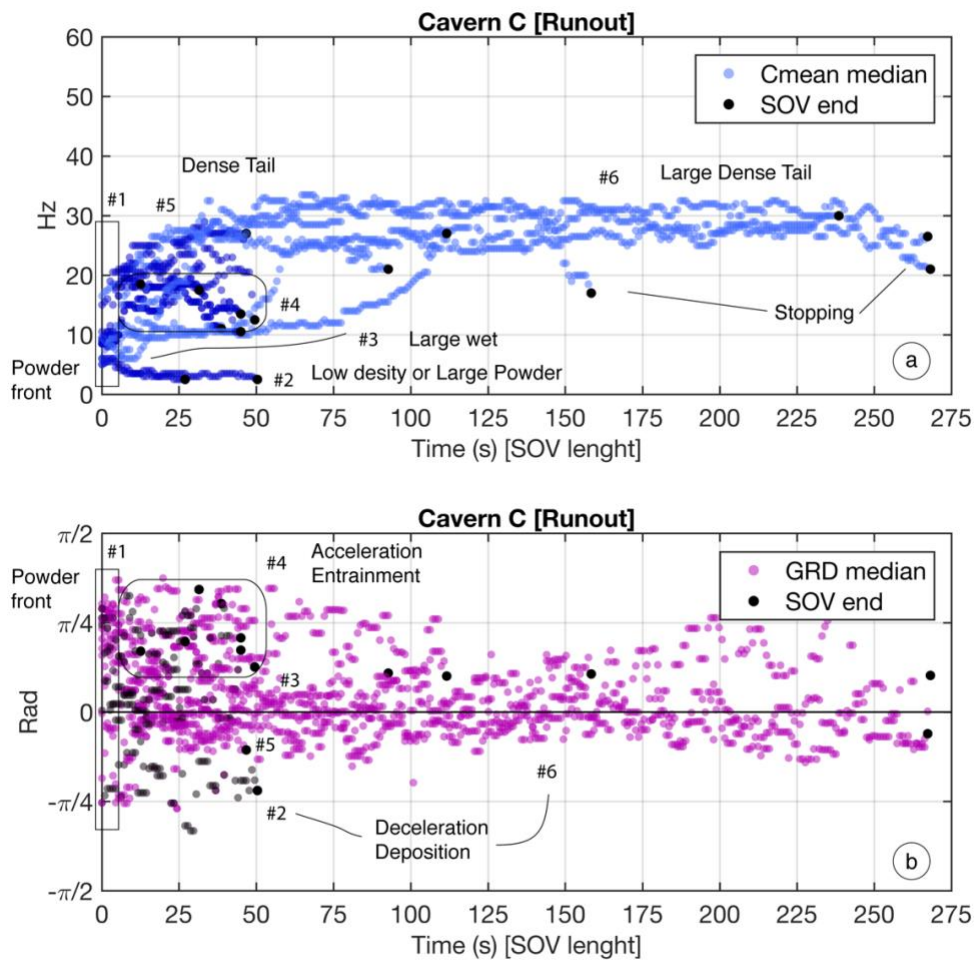 Cavern C [Runout]
60
50
40
30
20
10
0
Hz
Cmean median
SOV end
Dense Tail
#6
Large Dense Tail
#1
#5
#4
Stopping
#3 Large wet
Powder
front
#2 Low desity or Large Powder
a
0 25 50 75 100 125 150 175 200 225 250 275
Time (s) [SOV lenght]
Cavern C [Runout]
π/2
π/4
0
-π/4
-π/2
Rad
#1
Powder
front
#4
Acceleration
Entrainment
GRD median
SOV end
#3
#5
#6
#2
Deceleration
Deposition
b
0 25 50 75 100 125 150 175 200 225 250 275
Time (s) [SOV lenght]